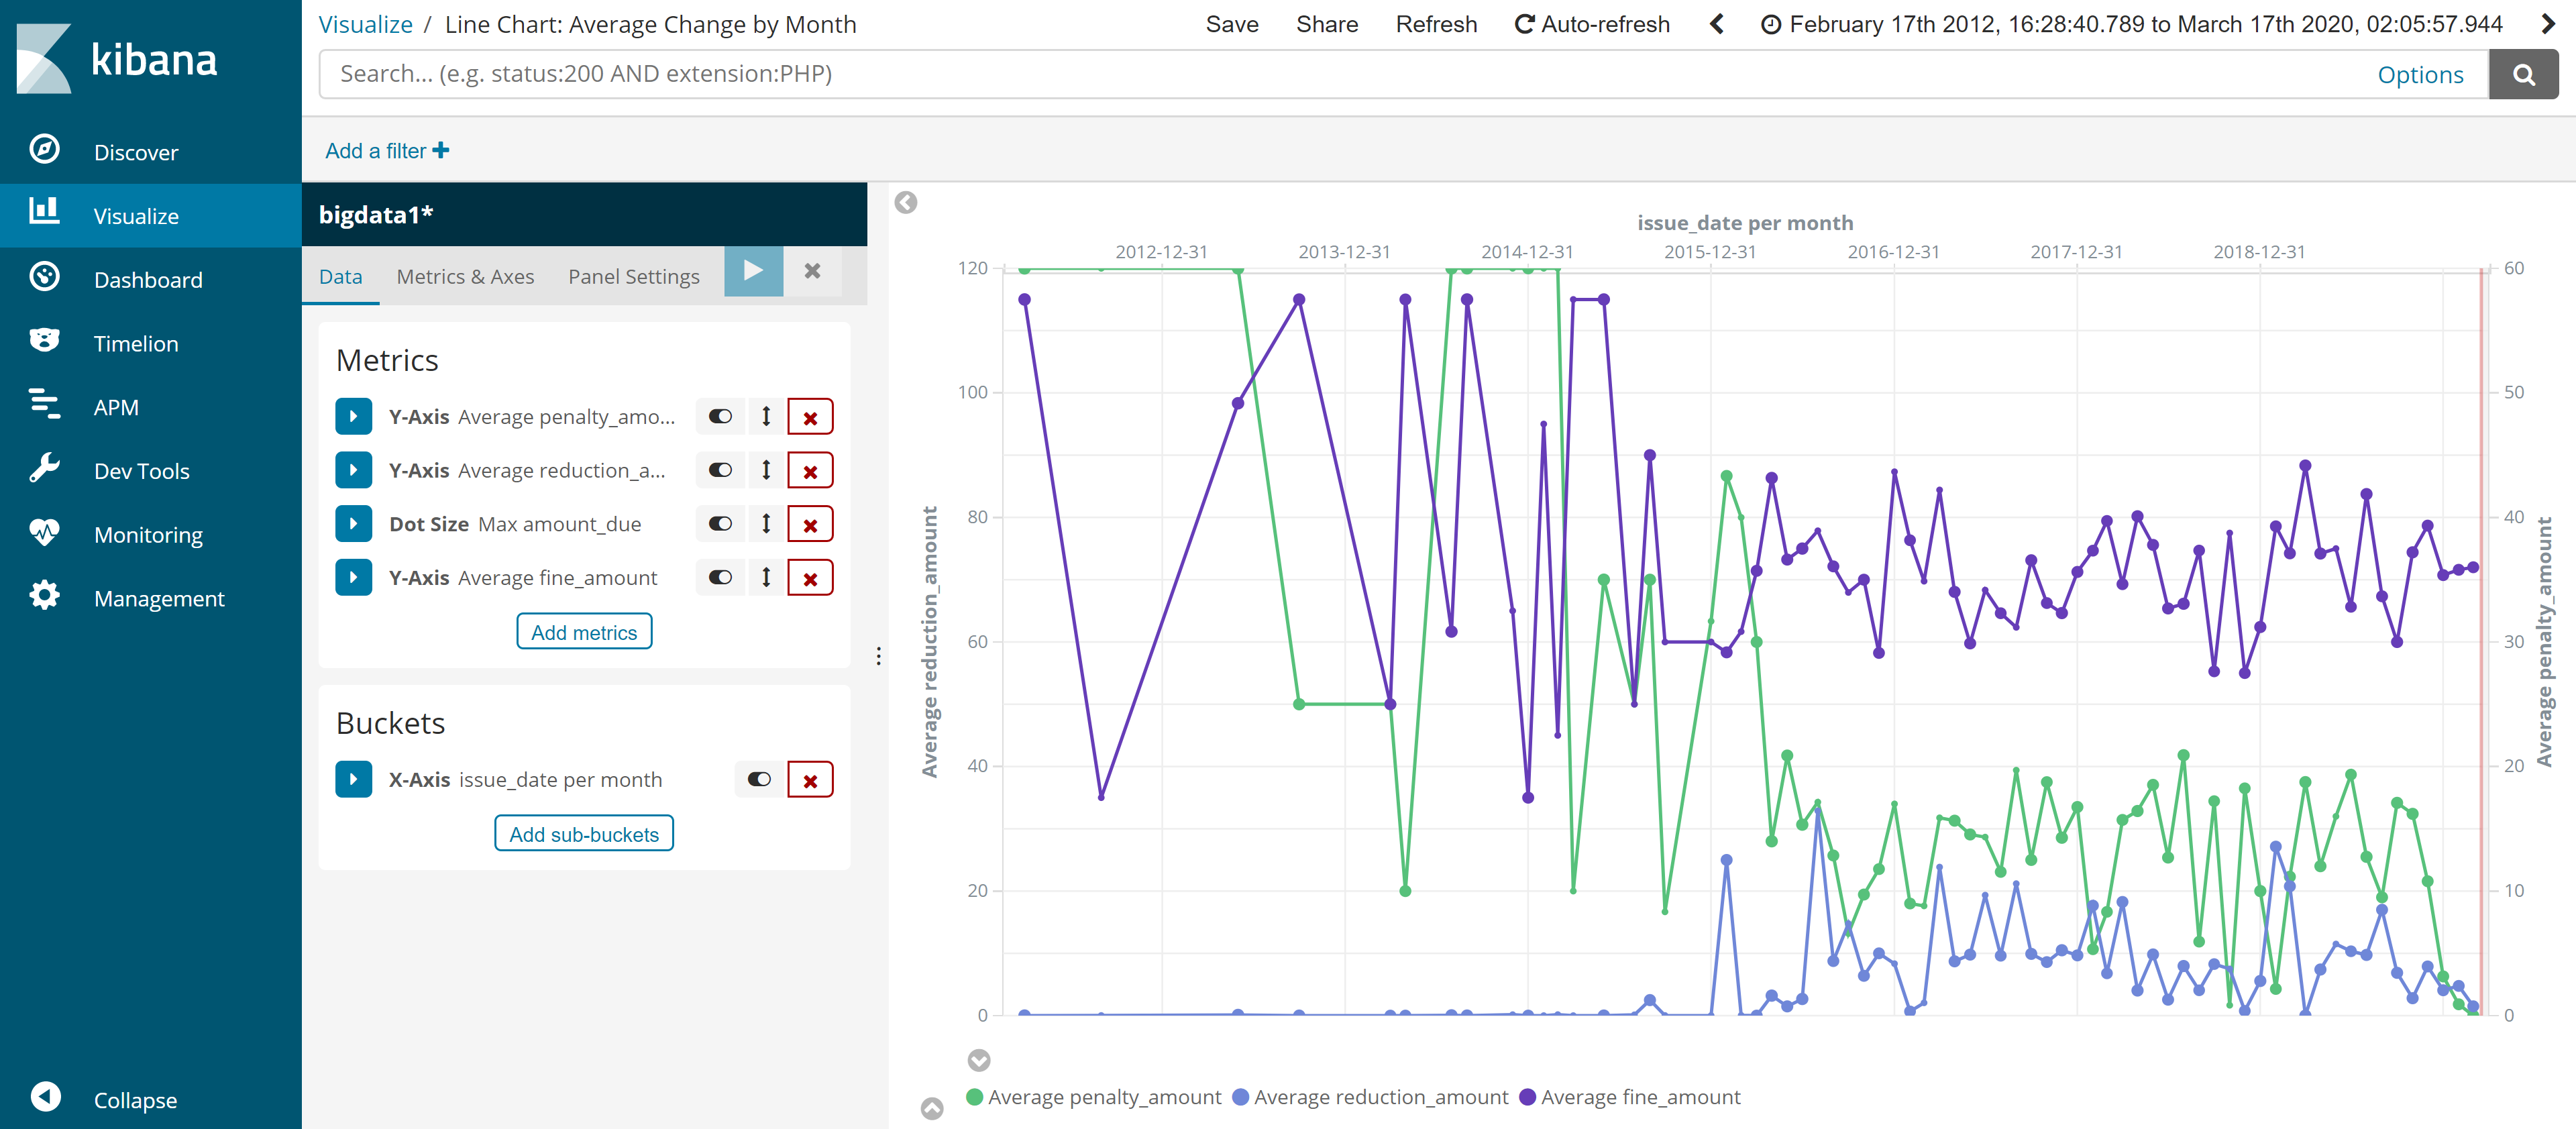 kibana
Discover
Visualize
Dashboard
Timelion
APM
Dev Tools
Monitoring
Management
Collapse
Visualize / Line Chart: Average Change by Month
Save Share Refresh Auto-refresh February 17th 2012, 16:28:40.789 to March 17th 2020, 02:05:57.944
Search... (e.g. status:200 AND extension:PHP)
Options
Add a filter
bigdata1*
Data Metrics & Axes Panel Settings
Metrics
Y-Axis Average penalty_amo...
Y-Axis Average reduction_a...
Dot Size Max amount_due
Y-Axis Average fine_amount
Add metrics
Buckets
X-Axis issue_date per month
Add sub-buckets
issue_date per month
2012-12-31 2013-12-31 2014-12-31 2015-12-31 2016-12-31 2017-12-31 2018-12-31
Average reduction_amount
120
100
80
60
40
20
0
60
50
40
30
20
10
0
Average penalty_amount
Average penalty_amount Average reduction_amount Average fine_amount